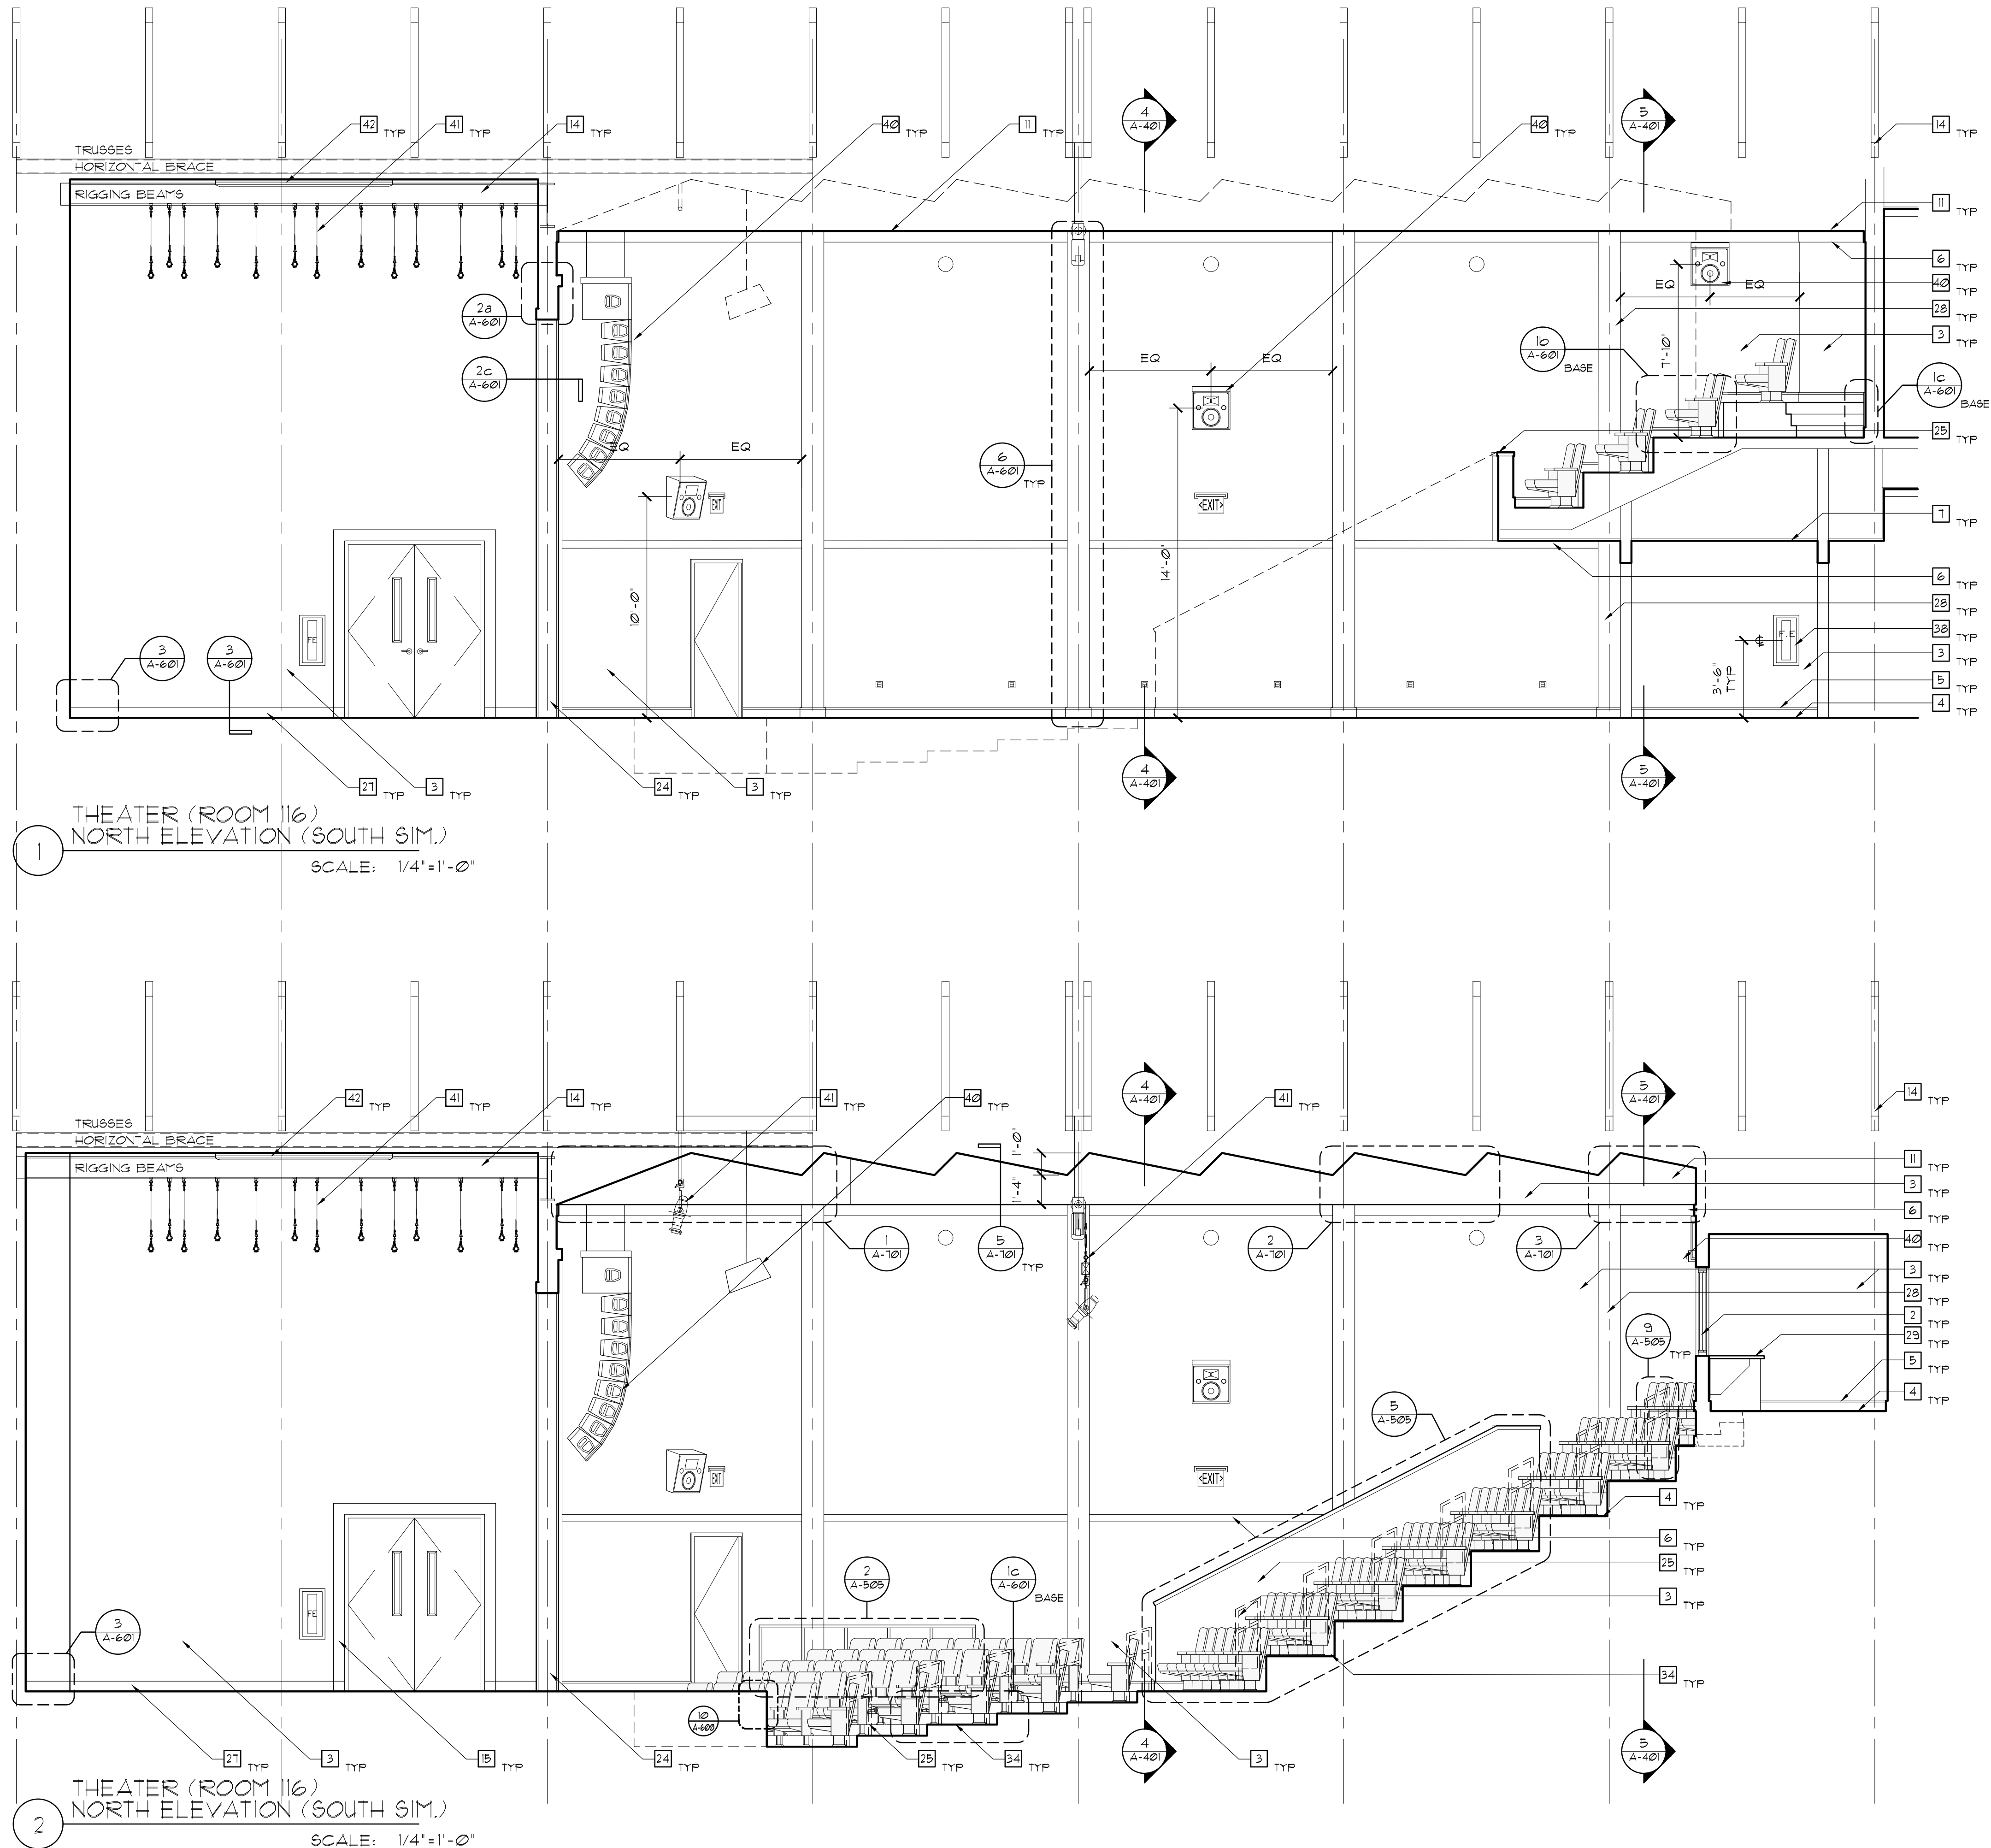 4
A-401
5
A-401
42 TYP
41 TYP
14 TYP
40 TYP
11 TYP
40 TYP
14 TYP
TRUSSES
HORIZONTAL BRACE
RIGGING BEAMS
11 TYP
6 TYP
40 TYP
28 TYP
3 TYP
EQ EQ
7'-10"
2a
A-601
2c
A-601
1b
A-601
BASE
1c
A-601
BASE
EQ EQ
EQ EQ
25 TYP
6
A-601
TYP
EXIT
<EXIT>
7 TYP
14'-0"
10'-0"
6 TYP
28 TYP
38 TYP
3 TYP
5 TYP
4 TYP
FE
F.E
3'-6"
TYP
3
A-601
3
A-601
27 TYP
3 TYP
24 TYP
3 TYP
4
A-401
5
A-401
1
THEATER (ROOM 116)
NORTH ELEVATION (SOUTH SIM.)
SCALE: 1/4"=1'-0"
4
A-401
5
A-401
42 TYP
41 TYP
14 TYP
41 TYP
40 TYP
41 TYP
14 TYP
TRUSSES
HORIZONTAL BRACE
RIGGING BEAMS
1'-0"
1'-4"
11 TYP
3 TYP
6 TYP
40 TYP
3 TYP
28 TYP
2 TYP
29 TYP
5 TYP
4 TYP
1
A-701
5
A-701
TYP
2
A-701
3
A-701
9
A-505
TYP
5
A-505
EXIT
<EXIT>
4 TYP
6 TYP
25 TYP
3 TYP
34 TYP
2
A-505
1c
A-601
BASE
FE
3
A-601
10
A-600
27 TYP
3 TYP
15 TYP
24 TYP
25 TYP
34 TYP
4
A-401
3 TYP
5
A-401
2
THEATER (ROOM 116)
NORTH ELEVATION (SOUTH SIM.)
SCALE: 1/4"=1'-0"